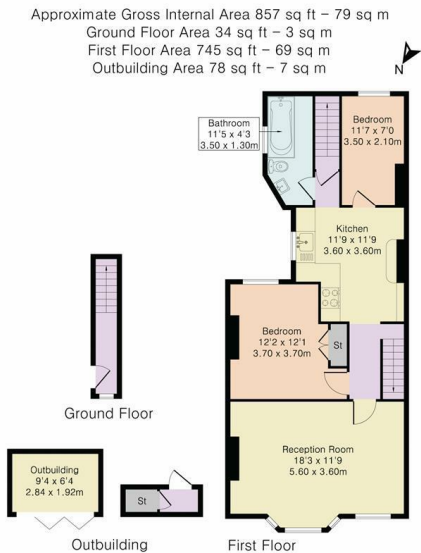 Approximate Gross Internal Area 857 sq ft – 79 sq m
Ground Floor Area 34 sq ft – 3 sq m
First Floor Area 745 sq ft – 69 sq m
Outbuilding Area 78 sq ft – 7 sq m
N
Bathroom
11'5 x 4'3
3.50 x 1.30m
Bedroom
11'7 x 7'0
3.50 x 2.10m
Kitchen
11'9 x 11'9
3.60 x 3.60m
Bedroom
12'2 x 12'1
3.70 x 3.70m
St
Ground Floor
Reception Room
18'3 x 11'9
5.60 x 3.60m
Outbuilding
9'4 x 6'4
2.84 x 1.92m
St
Outbuilding
First Floor